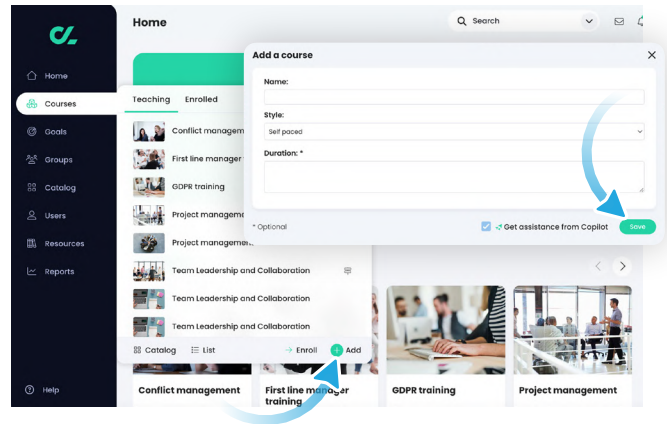 Home
Search
Home
Courses
Goals
Groups
Catalog
Users
Resources
Reports
Help
Teaching Enrolled
Conflict managem
First line manager
GDPR training
Project manageme
Project management
Team Leadership and Collaboration
Team Leadership and Collaboration
Team Leadership and Collaboration
Catalog List Enroll Add
Add a course
Name:
Style:
Self paced
Duration: *
* Optional
Get assistance from Copilot
Save
Conflict management
First line manager
training
GDPR training
Project management